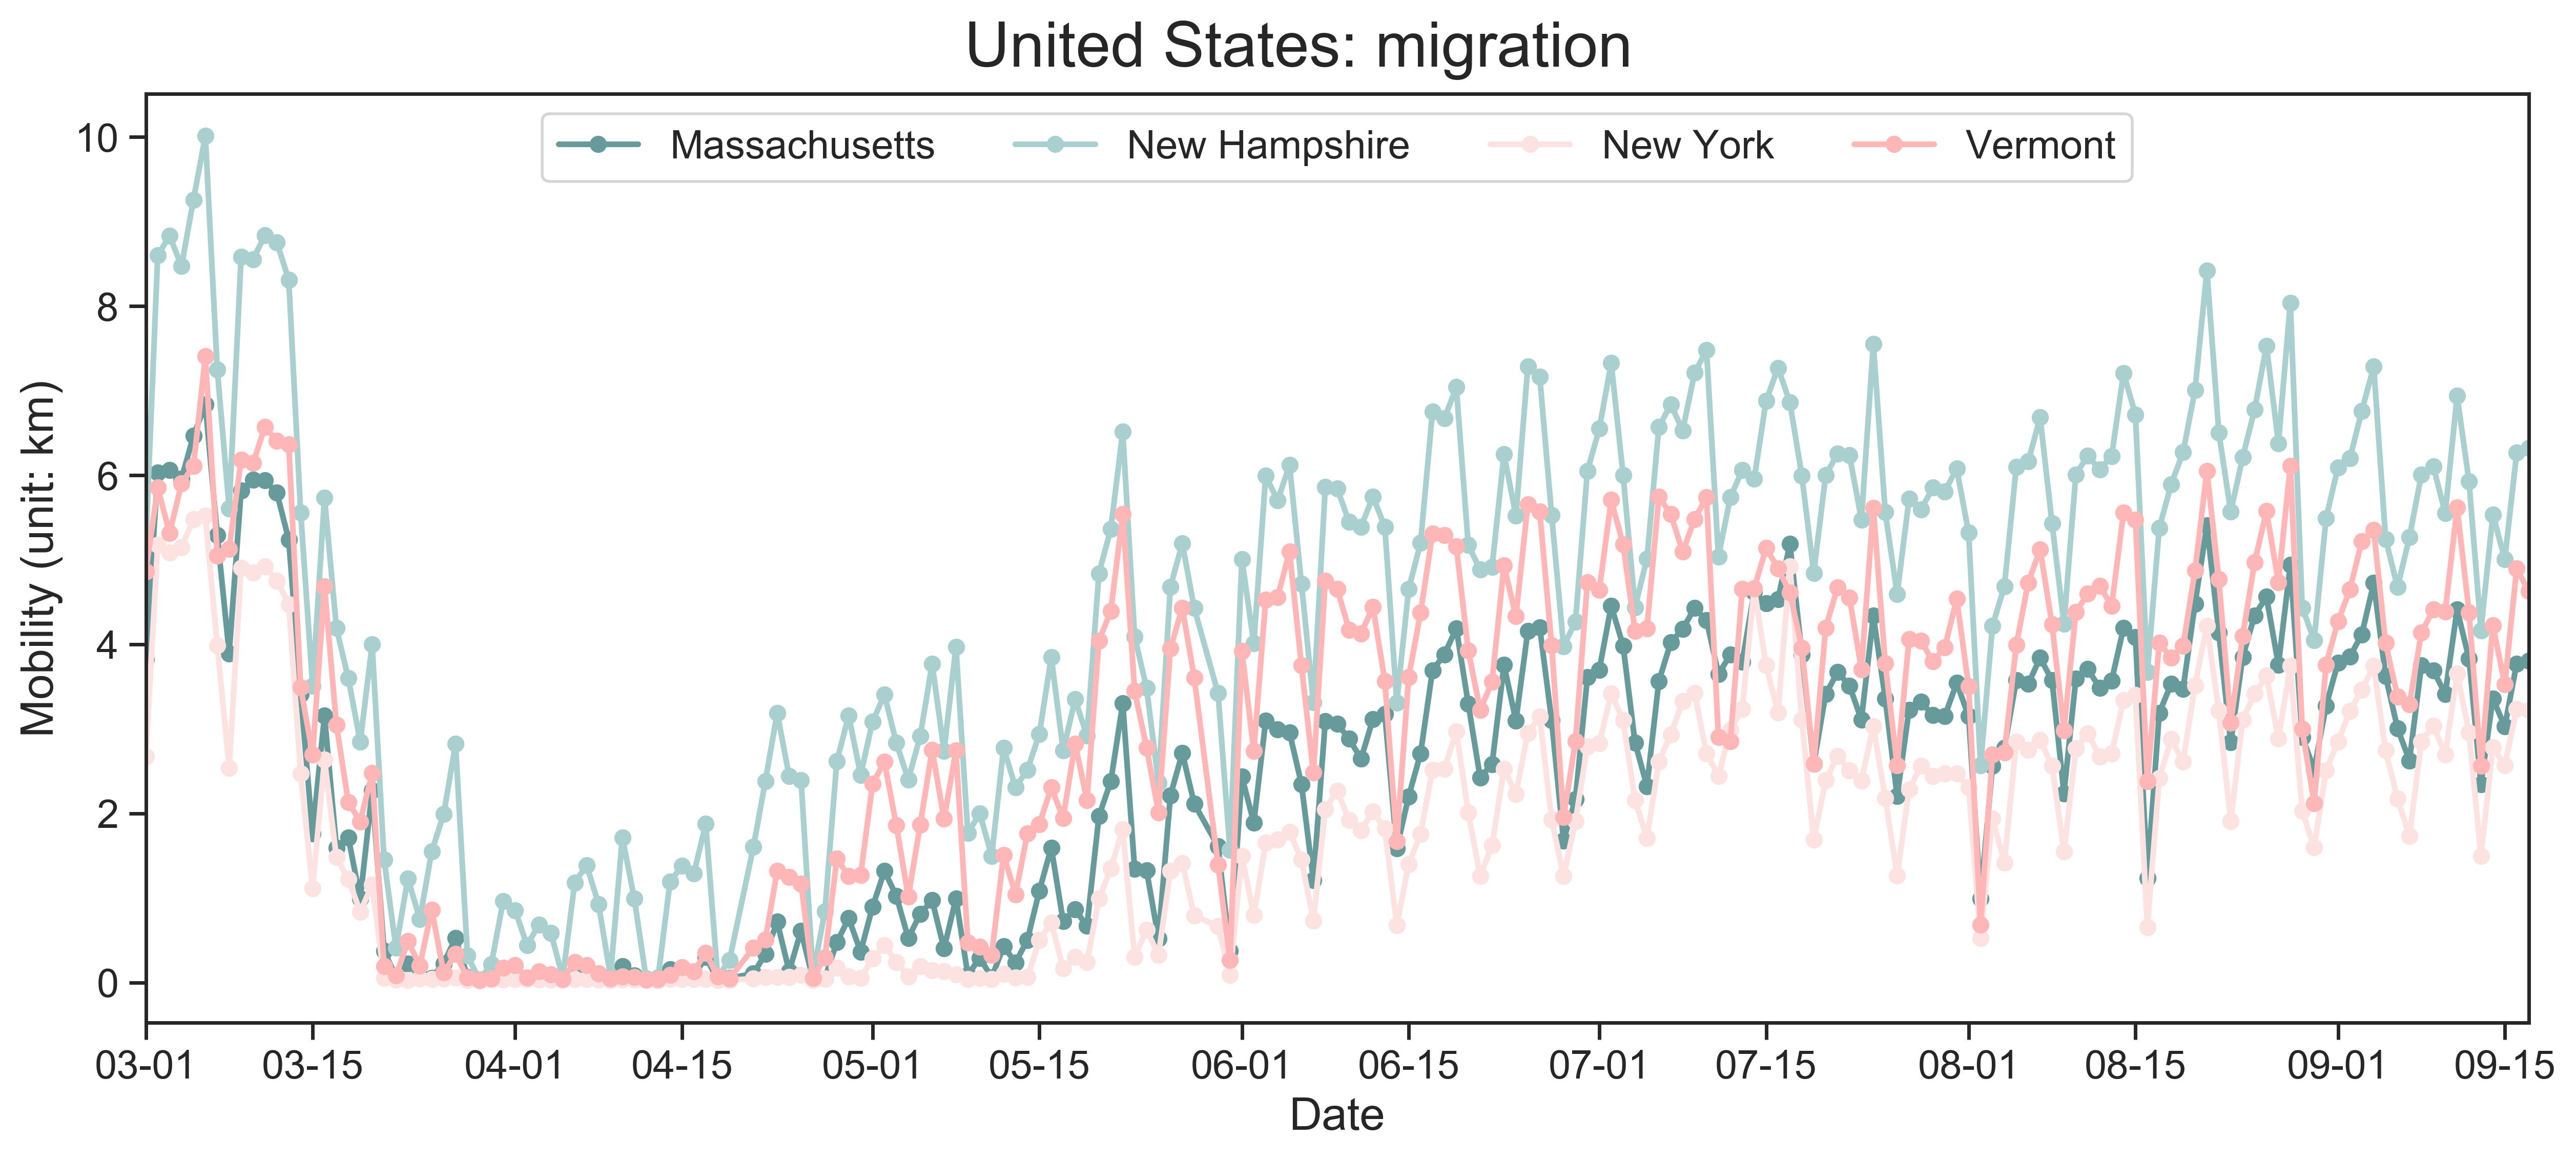 United States: migration
Massachusetts New Hampshire New York Vermont
Mobility (unit: km)
10
8
6
4
2
0
03-01 03-15 04-01 04-15 05-01 05-15 06-01 06-15 07-01 07-15 08-01 08-15 09-01 09-15
Date